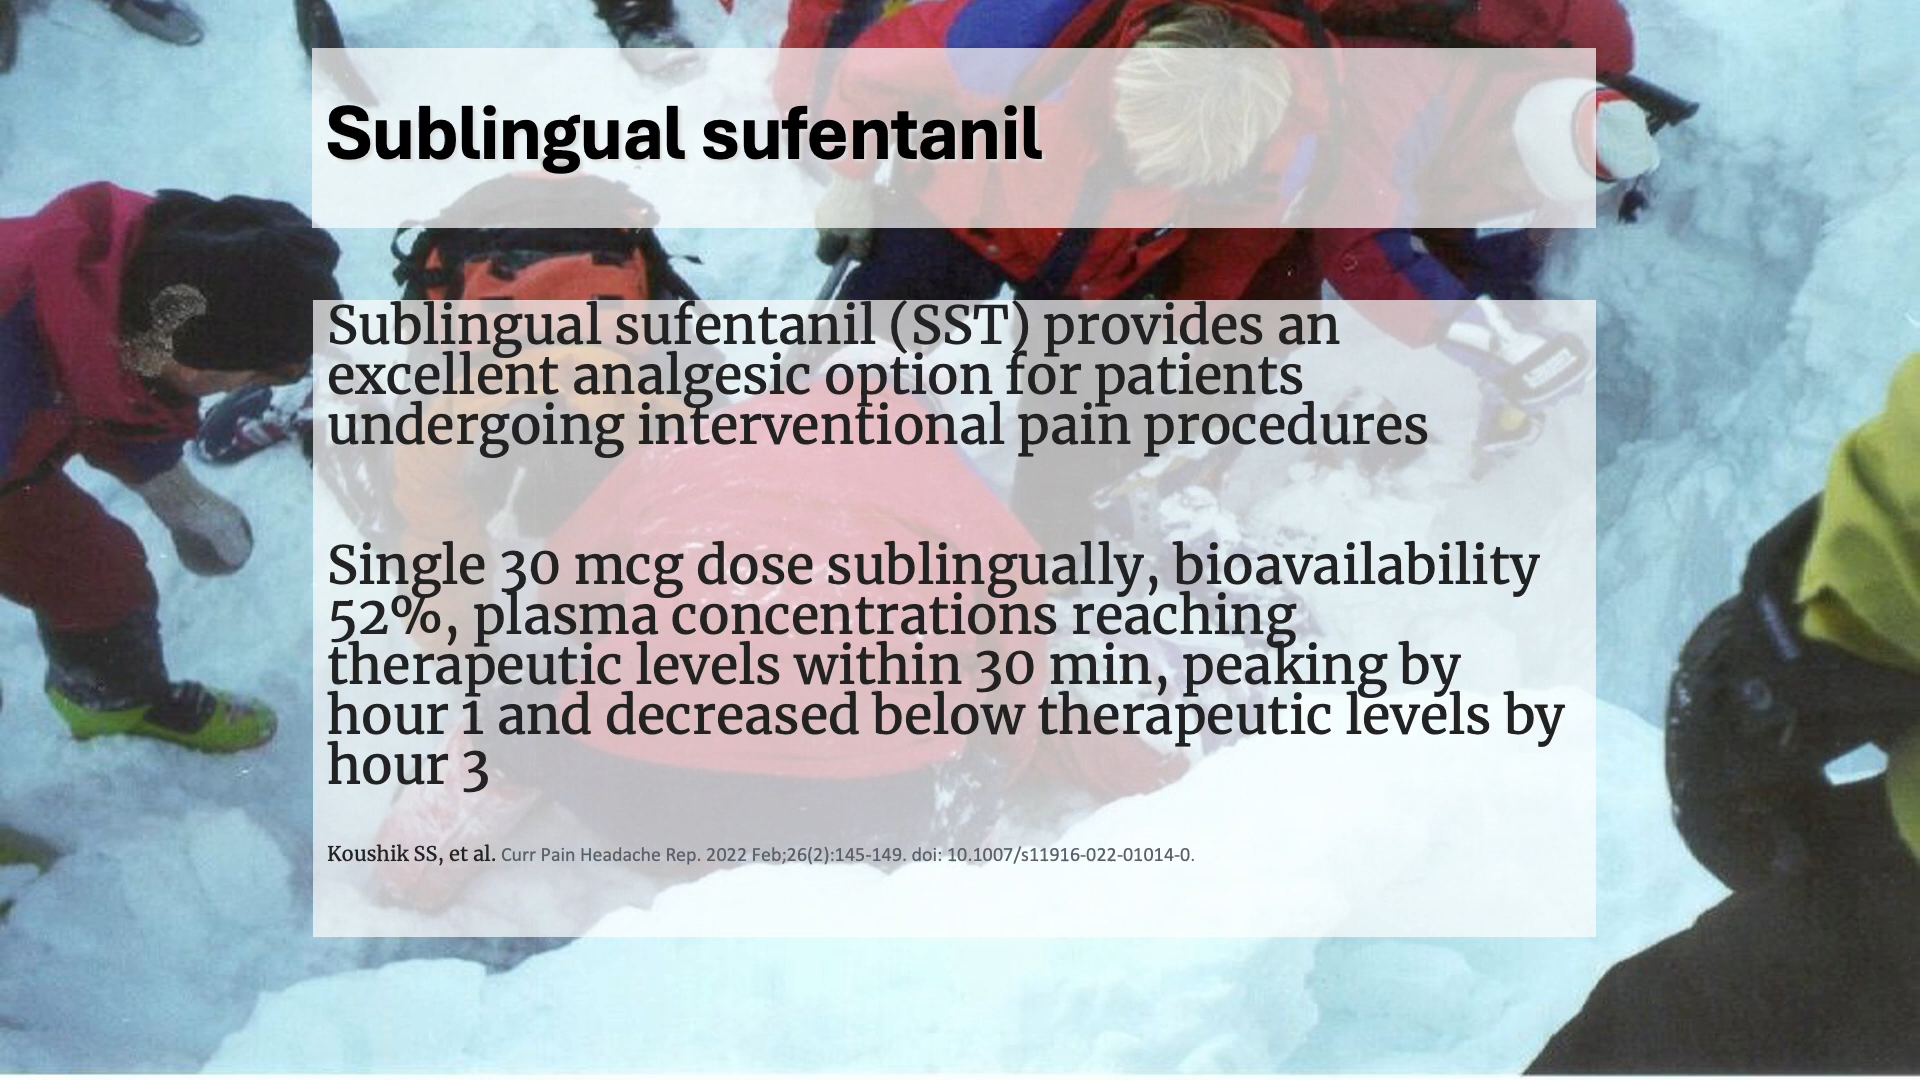 Sublingual sufentanil
Sublingual sufentanil (SST) provides an
excellent analgesic option for patients
undergoing interventional pain procedures
Single 30 mcg dose sublingually, bioavailability
52%, plasma concentrations reaching
therapeutic levels within 30 min, peaking by
hour 1 and decreased below therapeutic levels by
hour 3
Koushik SS, et al. Curr Pain Headache Rep. 2022 Feb;26(2):145-149. doi: 10.1007/s11916-022-01014-0.